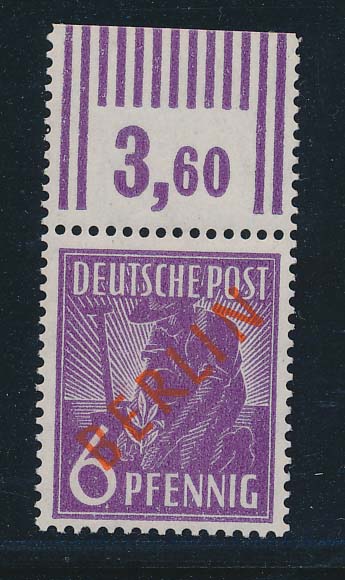 3,60
DEUTSCHE POST
BERLIN
6 PFENNIG